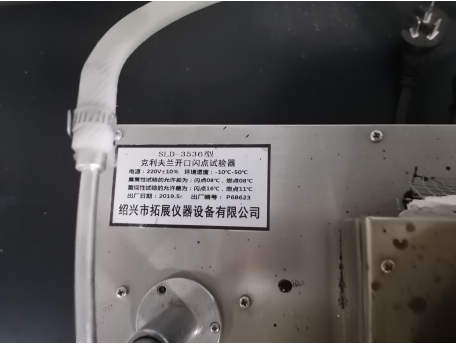 SLD-3536型
克利夫兰开口闪点试验器
电源：220V±10%  环境温度：-10℃-50℃
重复性试验的允许差为：闪点08℃，燃点08℃
重现性试验的允许差为：闪点16℃，燃点11℃
出厂日期：2019.5  出厂编号：P68623
绍兴市拓展仪器设备有限公司